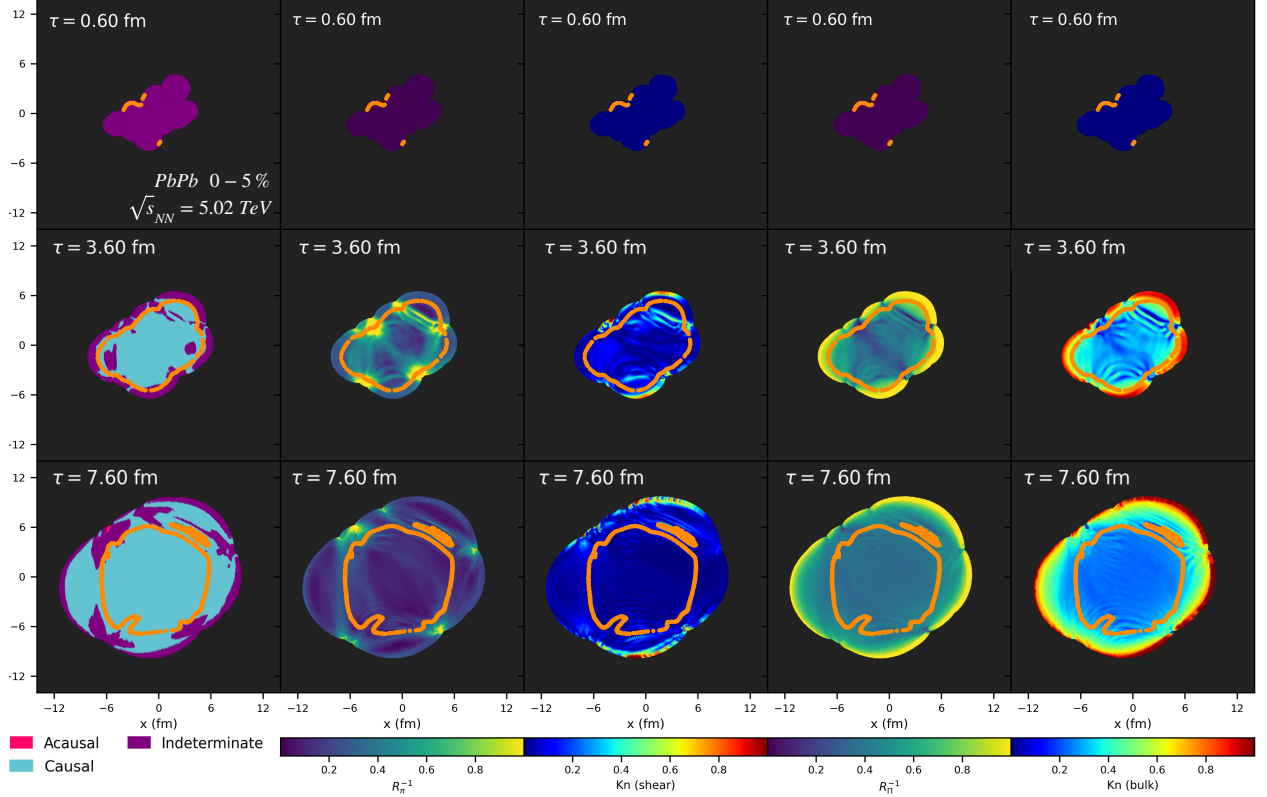 τ = 0.60 fm
τ = 0.60 fm
τ = 0.60 fm
τ = 0.60 fm
τ = 0.60 fm
12
6
0
−6
-12
PbPb 0 − 5 %
√s_NN = 5.02 TeV
τ = 3.60 fm
τ = 3.60 fm
τ = 3.60 fm
τ = 3.60 fm
τ = 3.60 fm
12
6
0
−6
-12
τ = 7.60 fm
τ = 7.60 fm
τ = 7.60 fm
τ = 7.60 fm
τ = 7.60 fm
12
6
0
−6
-12
−12 −6 0 6 12
−12 −6 0 6 12
−12 −6 0 6 12
−12 −6 0 6 12
−12 −6 0 6 12
x (fm)
x (fm)
x (fm)
x (fm)
x (fm)
Acausal
Indeterminate
Causal
0.2 0.4 0.6 0.8
R_π^−1
0.2 0.4 0.6 0.8
Kn (shear)
0.2 0.4 0.6 0.8
R_Π^−1
0.2 0.4 0.6 0.8
Kn (bulk)